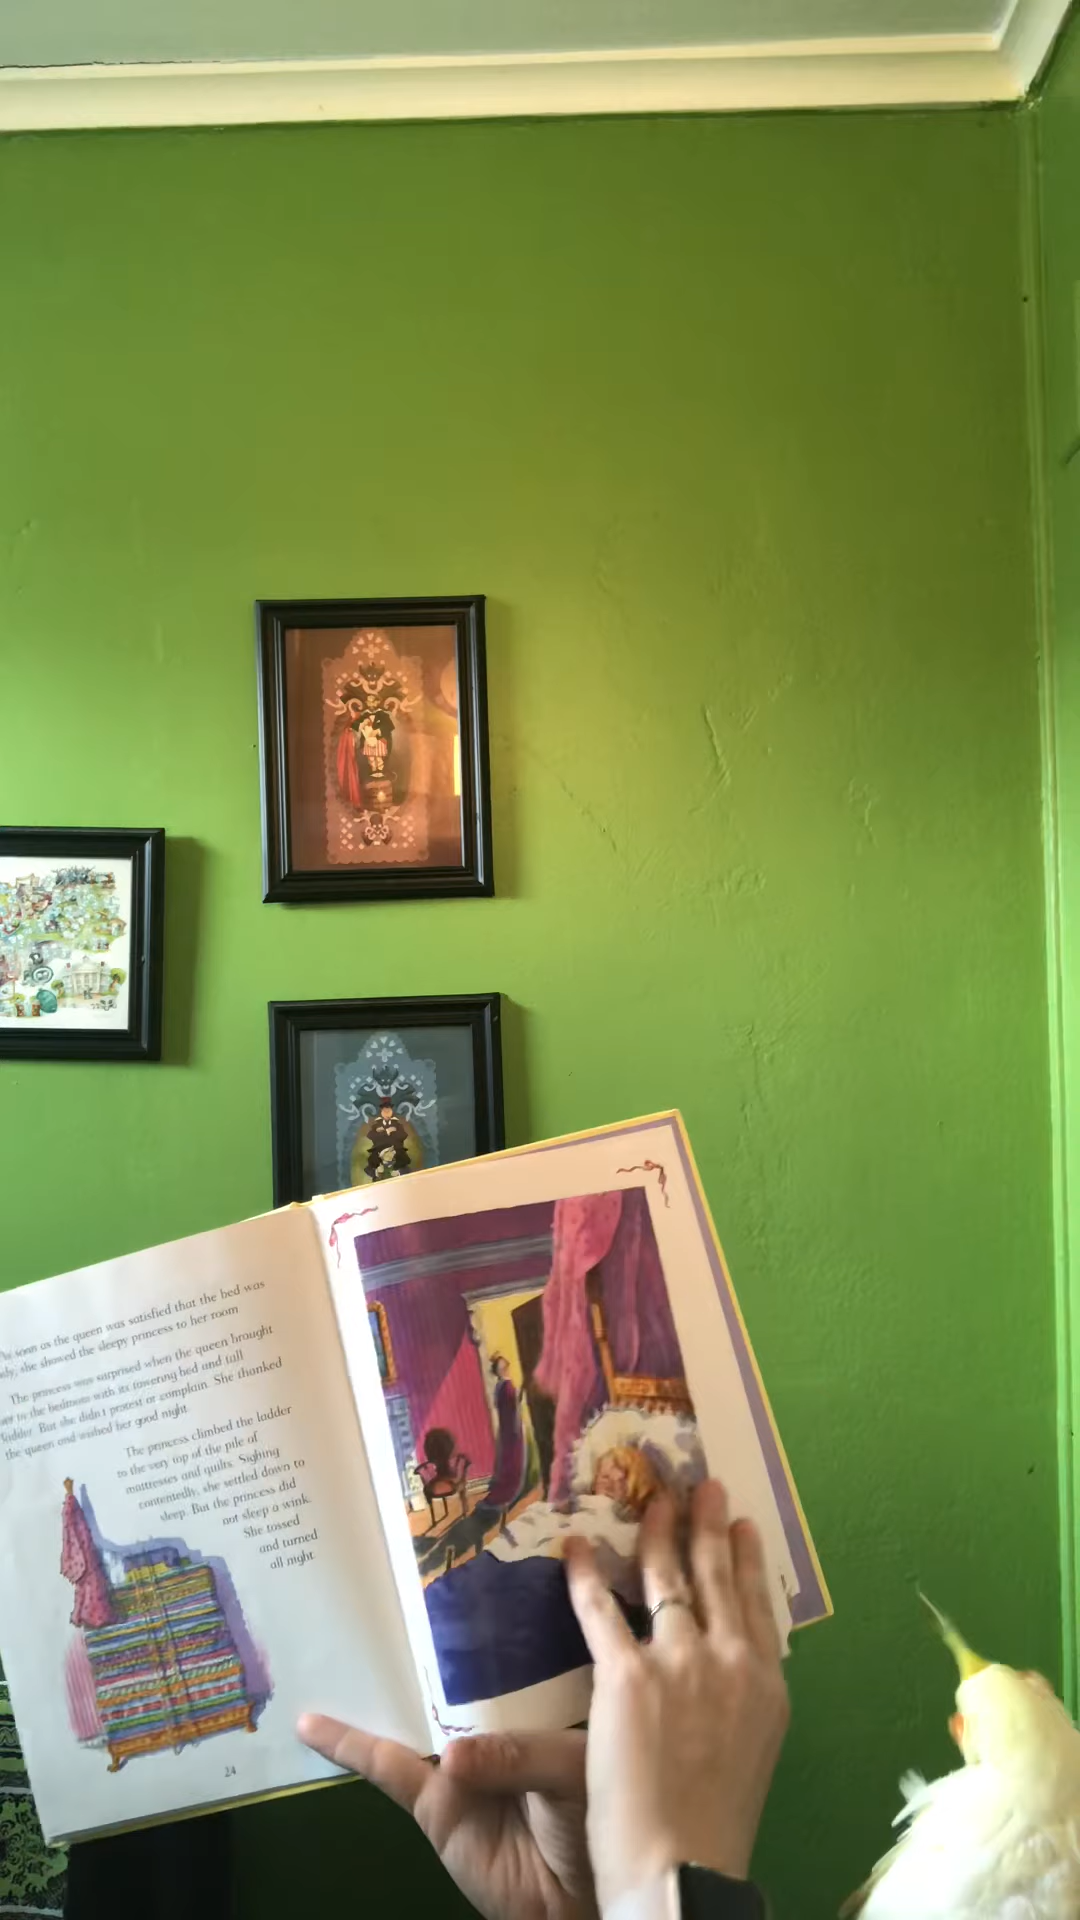 As soon as the queen was satisfied that the bed was
she showed the sleepy princess to her room
The princess was surprised when the queen brought
to the bedroom with its towering bed and tall
ladder. But she didn't protest or complain. She thanked
the queen and wished her good night.
The princess climbed the ladder
to the very top of the pile of
mattresses and quilts. Sighing
contentedly, she settled down to
sleep. But the princess did
not sleep a wink.
She tossed
and turned
all night.
24